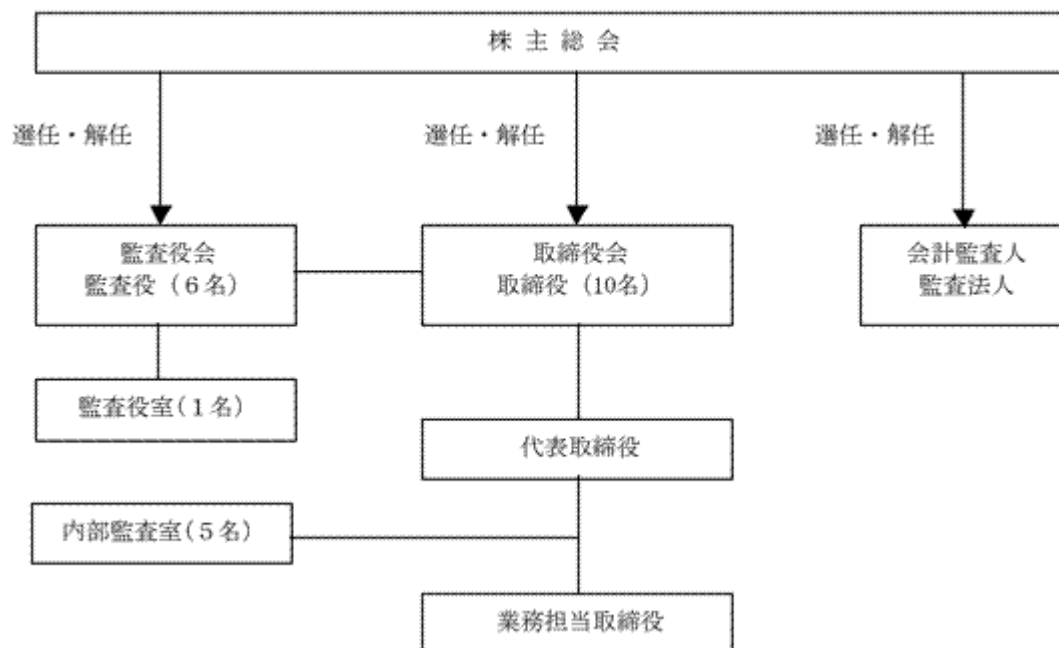 株 主 総 会
選任・解任
選任・解任
選任・解任
監査役会
監査役（６名）
取締役会
取締役（10名）
会計監査人
監査法人
監査役室(１名)
代表取締役
内部監査室(５名)
業務担当取締役